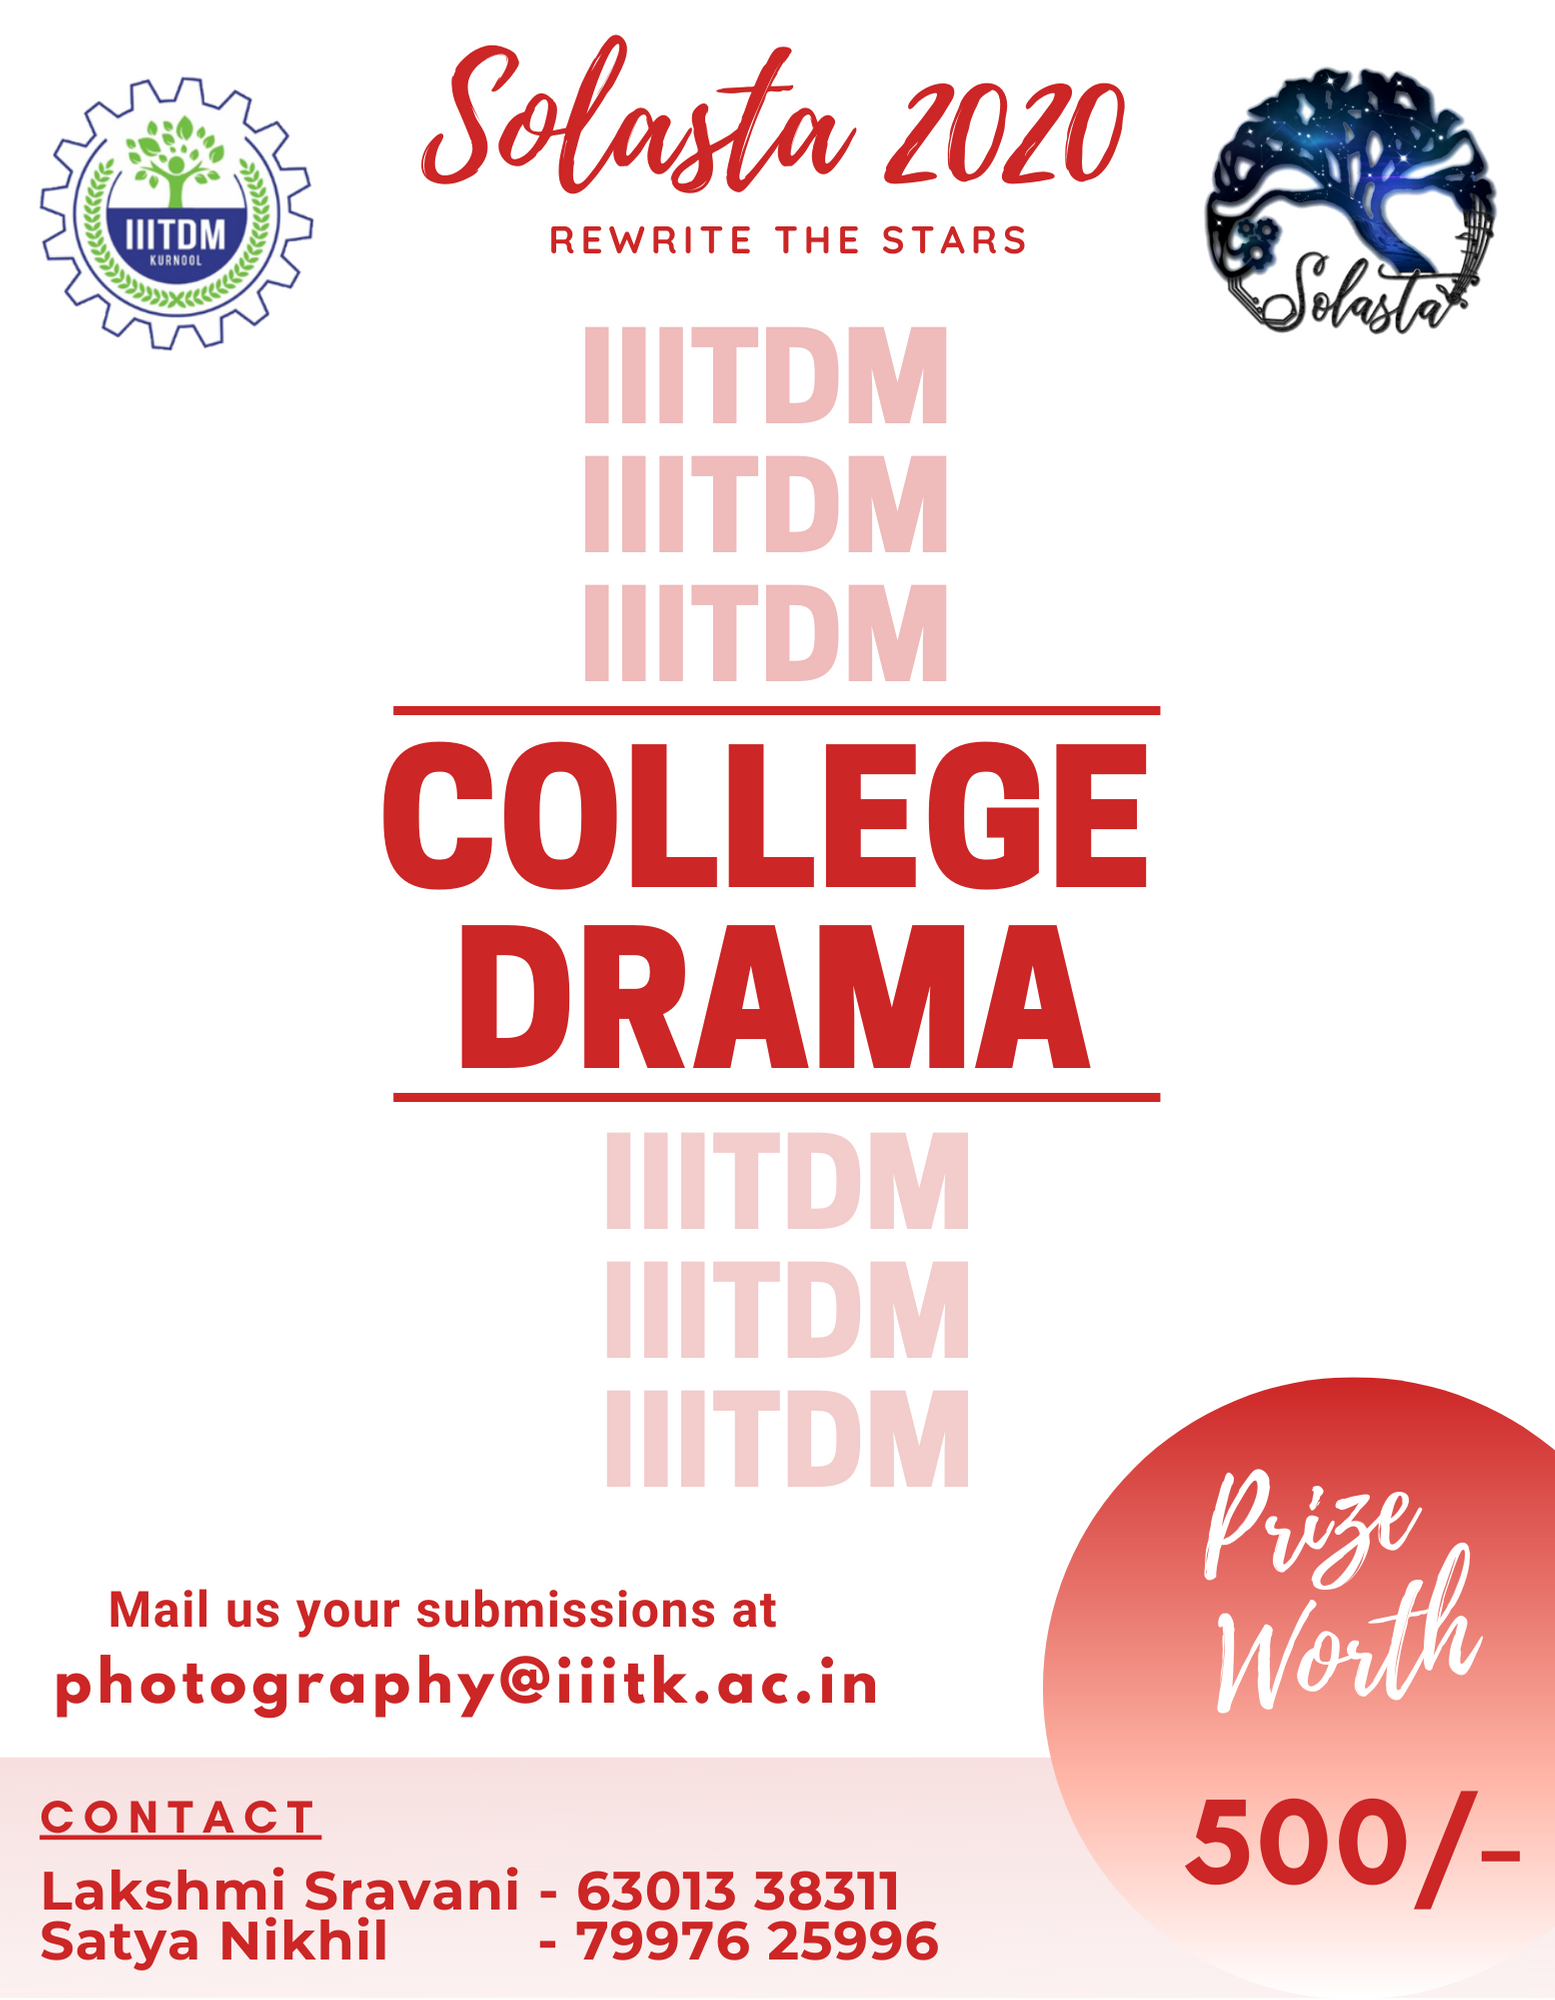 Solasta 2020
REWRITE THE STARS
IIITDM
KURNOOL
Solasta
IIITDM
IIITDM
IIITDM
COLLEGE
DRAMA
IIITDM
IIITDM
IIITDM
Prize
Worth
500/-
Mail us your submissions at
photography@iiitk.ac.in
CONTACT
Lakshmi Sravani - 63013 38311
Satya Nikhil - 79976 25996